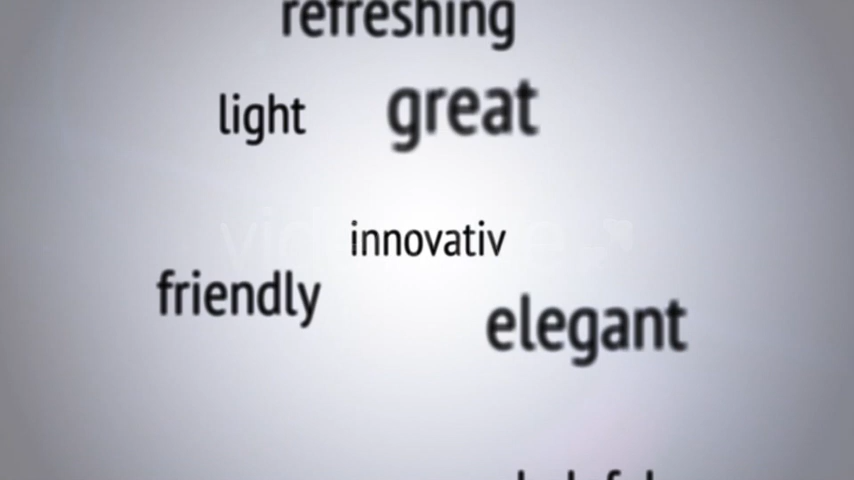 refreshing
light great
innovativ
friendly
elegant